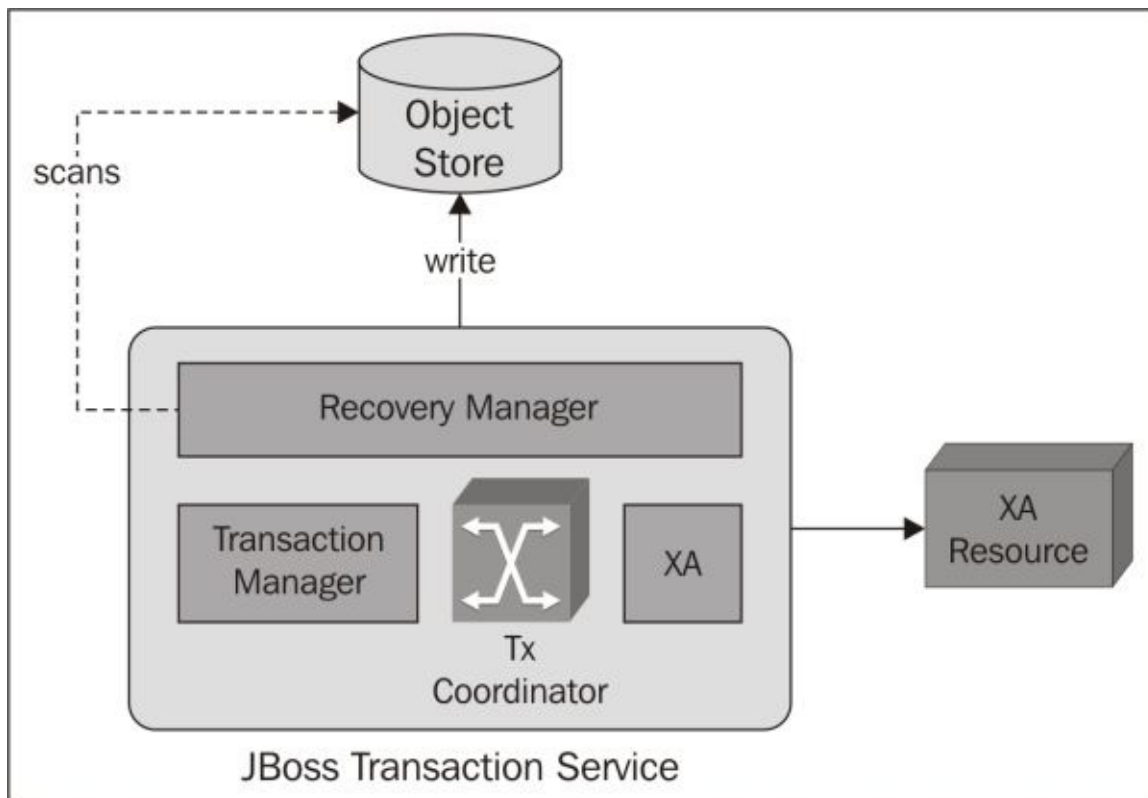 Object
Store
scans
write
Recovery Manager
Transaction
Manager
XA
XA
Resource
Tx
Coordinator
JBoss Transaction Service